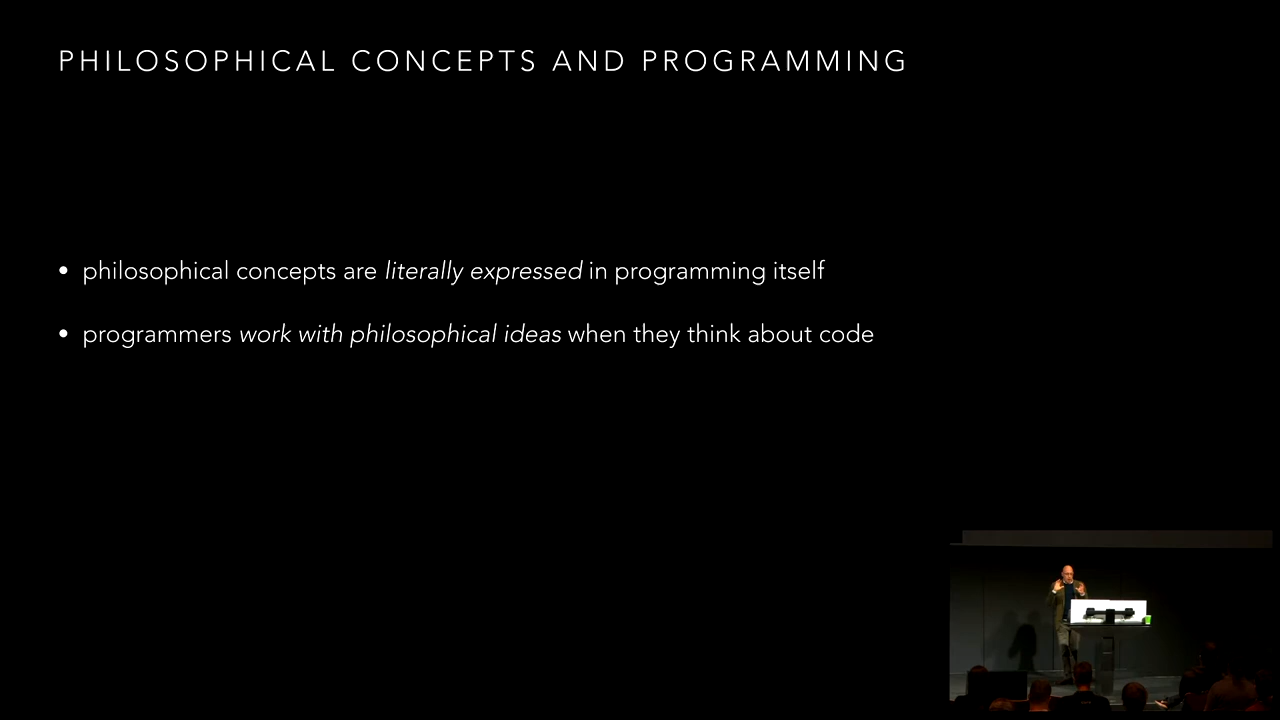 PHILOSOPHICAL CONCEPTS AND PROGRAMMING
• philosophical concepts are literally expressed in programming itself
• programmers work with philosophical ideas when they think about code